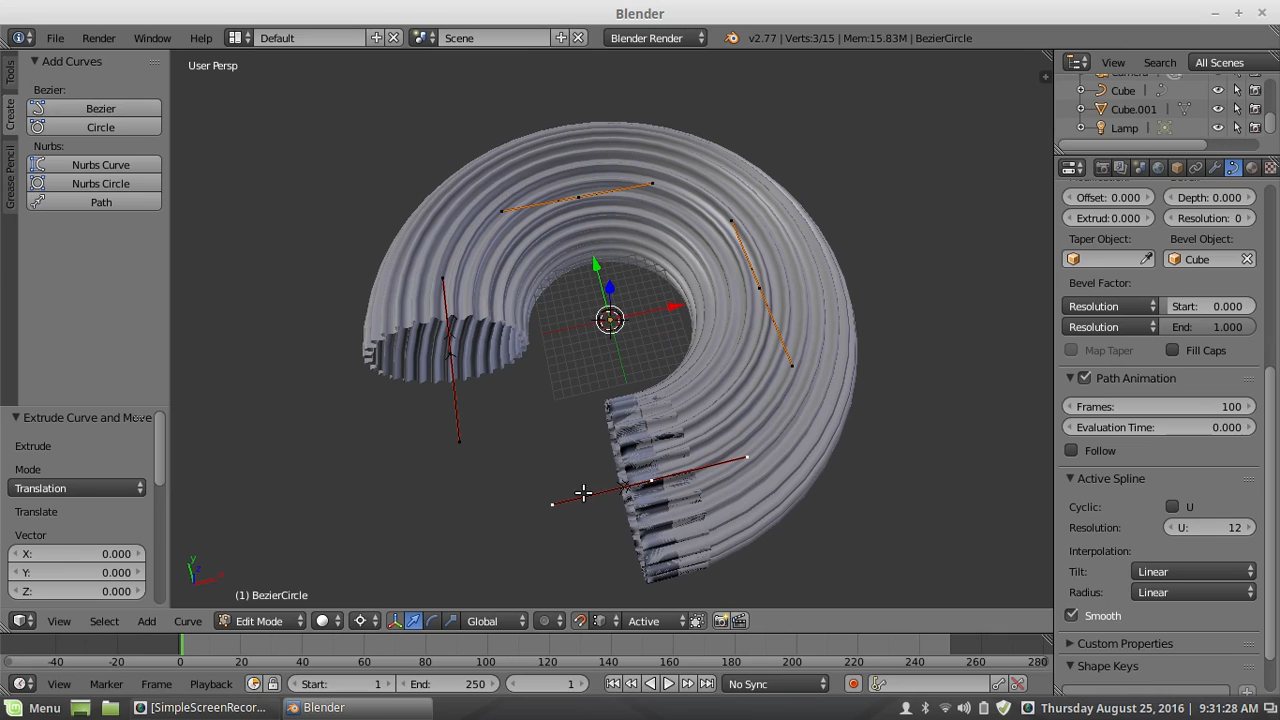 Blender
File Render Window Help Default Scene Blender Render v2.77 | Verts:3/15 | Mem:15.83M | BezierCircle
Tools
Create
Grease Pencil
Add Curves
Bezier:
Bezier
Circle
Nurbs:
Nurbs Curve
Nurbs Circle
Path
Extrude Curve and Move
Extrude
Mode
Translation
Translate
Vector
X: 0.000
Y: 0.000
Z: 0.000
User Persp
(1) BezierCircle
View Select Add Curve Edit Mode Global Active
-40 -20 0 20 40 60 80 100 120 140 160 180 200 220 240 260 280
View Marker Frame Playback Start: 1 End: 250 1 No Sync
View Search All Scenes
Cube
Cube.001
Lamp
Offset: 0.000 Depth: 0.000
Extrud:0.000 Resolution: 0
Taper Object: Bevel Object:
Cube
Bevel Factor:
Resolution Start: 0.000
Resolution End: 1.000
Map Taper Fill Caps
Path Animation
Frames: 100
Evaluation Time: 0.000
Follow
Active Spline
Cyclic: U
Resolution: U: 12
Interpolation:
Tilt: Linear
Radius: Linear
Smooth
Custom Properties
Shape Keys
Menu [SimpleScreenRecor... Blender Thursday August 25, 2016 9:31:28 AM